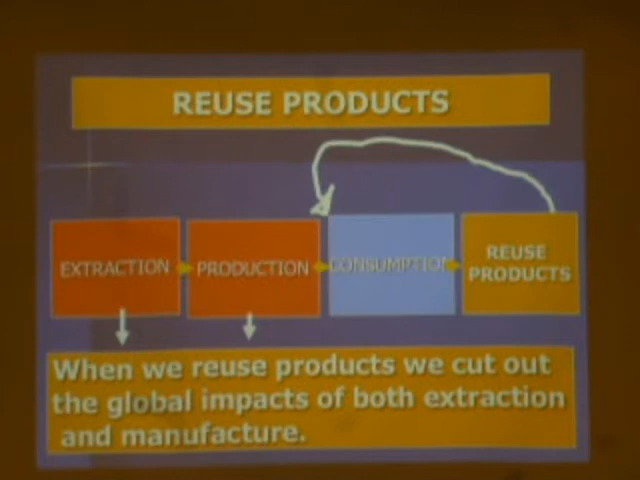 REUSE PRODUCTS
EXTRACTION
PRODUCTION
CONSUMPTION
REUSE
PRODUCTS
When we reuse products we cut out
the global impacts of both extraction
and manufacture.